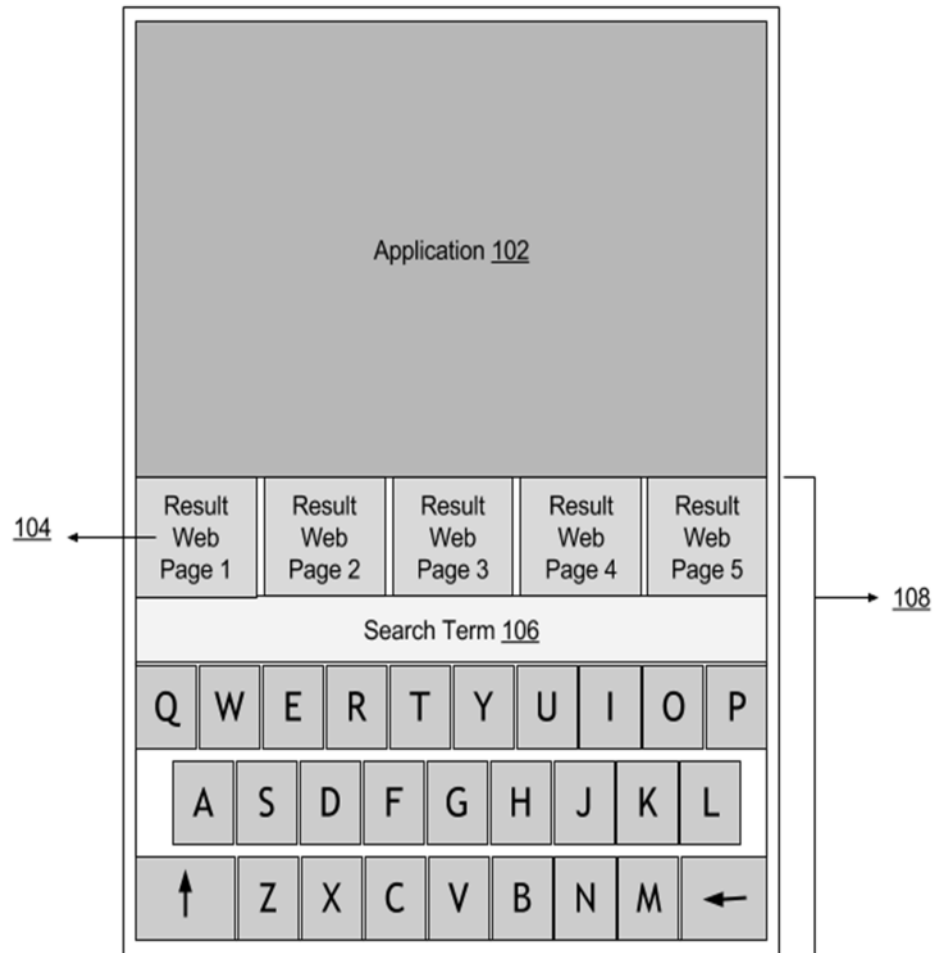 Application 102
Result Result Result Result Result
Web Web Web Web Web
Page 1 Page 2 Page 3 Page 4 Page 5
104
108
Search Term 106
Q W E R T Y U I O P
A S D F G H J K L
Z X C V B N M